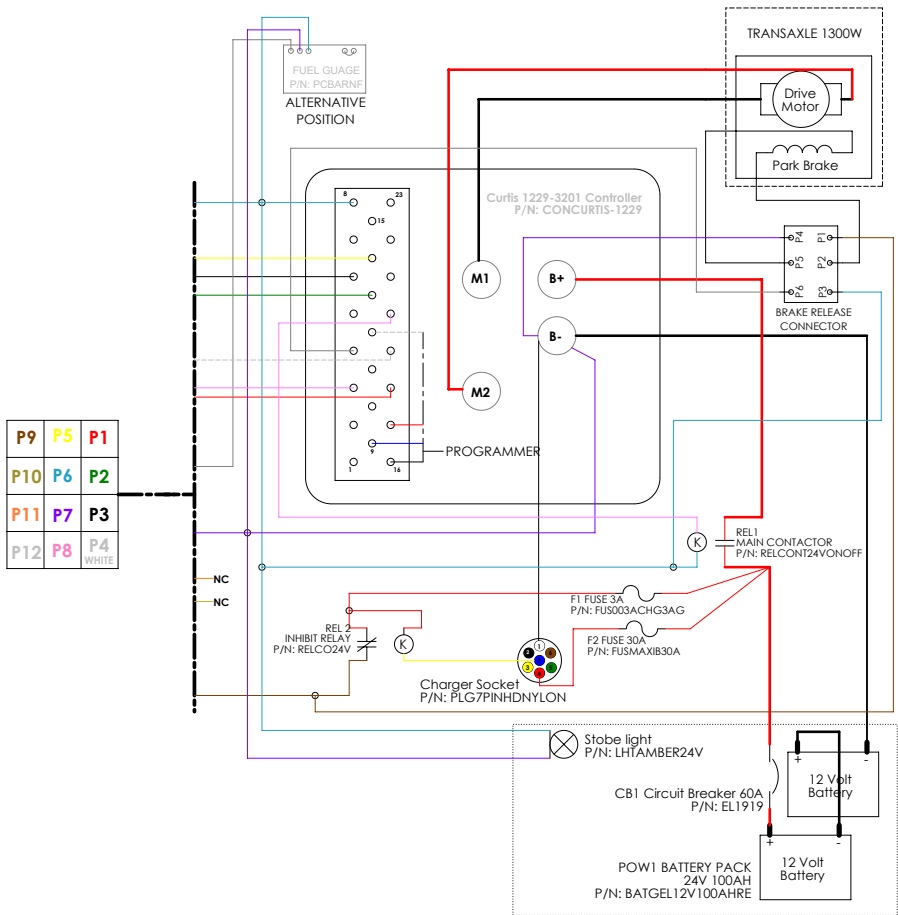 TRANSAXLE 1300W
FUEL GUAGE
P/N: PCBARNF
ALTERNATIVE
POSITION
Drive
Motor
Park Brake
8
23
Curtis 1229-3201 Controller
P/N: CONCURTIS-1229
15
M1
B+
B-
M2
P4
P1
P5
P2
P6
P3
BRAKE RELEASE
CONNECTOR
9
1
16
PROGRAMMER
P9 P5 P1
P10 P6 P2
P11 P7 P3
P12 P8 P4
WHITE
K
REL1
MAIN CONTACTOR
P/N: RELCONT24VONOFF
NC
NC
F1 FUSE 3A
P/N: FUS003ACHG3AG
REL 2
INHIBIT RELAY
P/N: RELCO24V
K
F2 FUSE 30A
P/N: FUSMAXIB30A
1
3
Charger Socket
P/N: PLG7PINHDNYLON
Stobe light
P/N: LHTAMBER24V
+ -
12 Volt
Battery
CB1 Circuit Breaker 60A
P/N: EL1919
+ -
12 Volt
Battery
POW1 BATTERY PACK
24V 100AH
P/N: BATGEL12V100AHRE